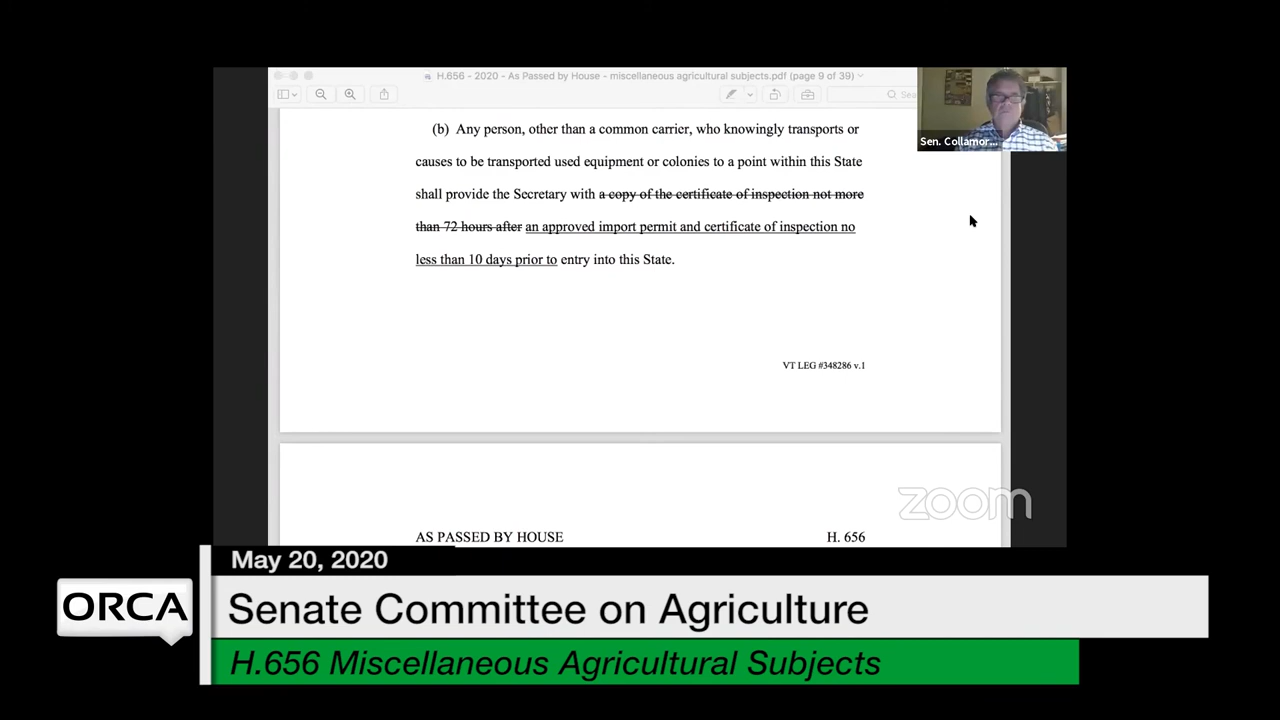 H.656 - 2020 - As Passed by House - miscellaneous agricultural subjects.pdf (page 9 of 39)
Sen. Collamor...
(b) Any person, other than a common carrier, who knowingly transports or
causes to be transported used equipment or colonies to a point within this State
shall provide the Secretary with a copy of the certificate of inspection not more
than 72 hours after an approved import permit and certificate of inspection no
less than 10 days prior to entry into this State.
VT LEG #348286 v.1
zoom
AS PASSED BY HOUSE H. 656
May 20, 2020
ORCA
Senate Committee on Agriculture
H.656 Miscellaneous Agricultural Subjects